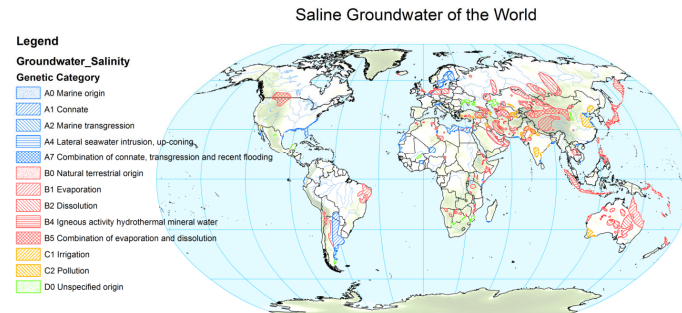 Saline Groundwater of the World
Legend
Groundwater_Salinity
Genetic Category
A0 Marine origin
A1 Connate
A2 Marine transgression
A4 Lateral seawater intrusion, up-coning
A7 Combination of connate, transgression and recent flooding
B0 Natural terrestrial origin
B1 Evaporation
B2 Dissolution
B4 Igneous activity hydrothermal mineral water
B5 Combination of evaporation and dissolution
C1 Irrigation
C2 Pollution
D0 Unspecified origin